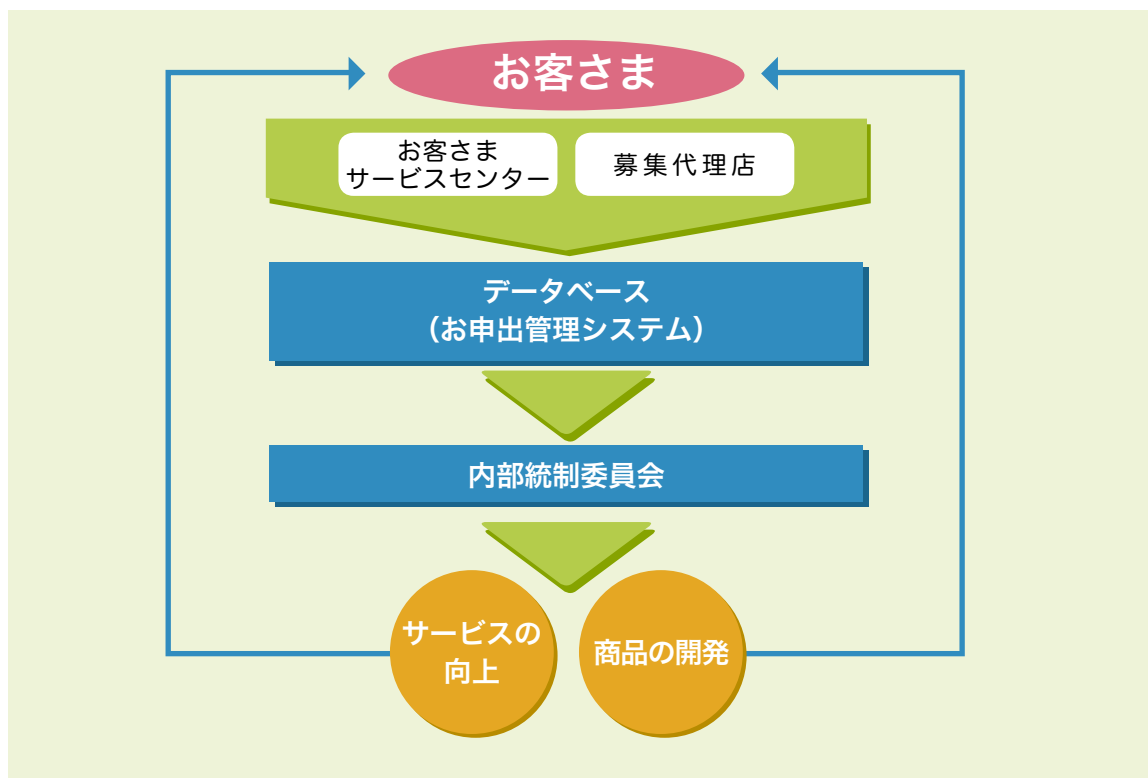 お客さま
お客さま
サービスセンター
募集代理店
データベース
（お申出管理システム）
内部統制委員会
サービスの
向上
商品の開発